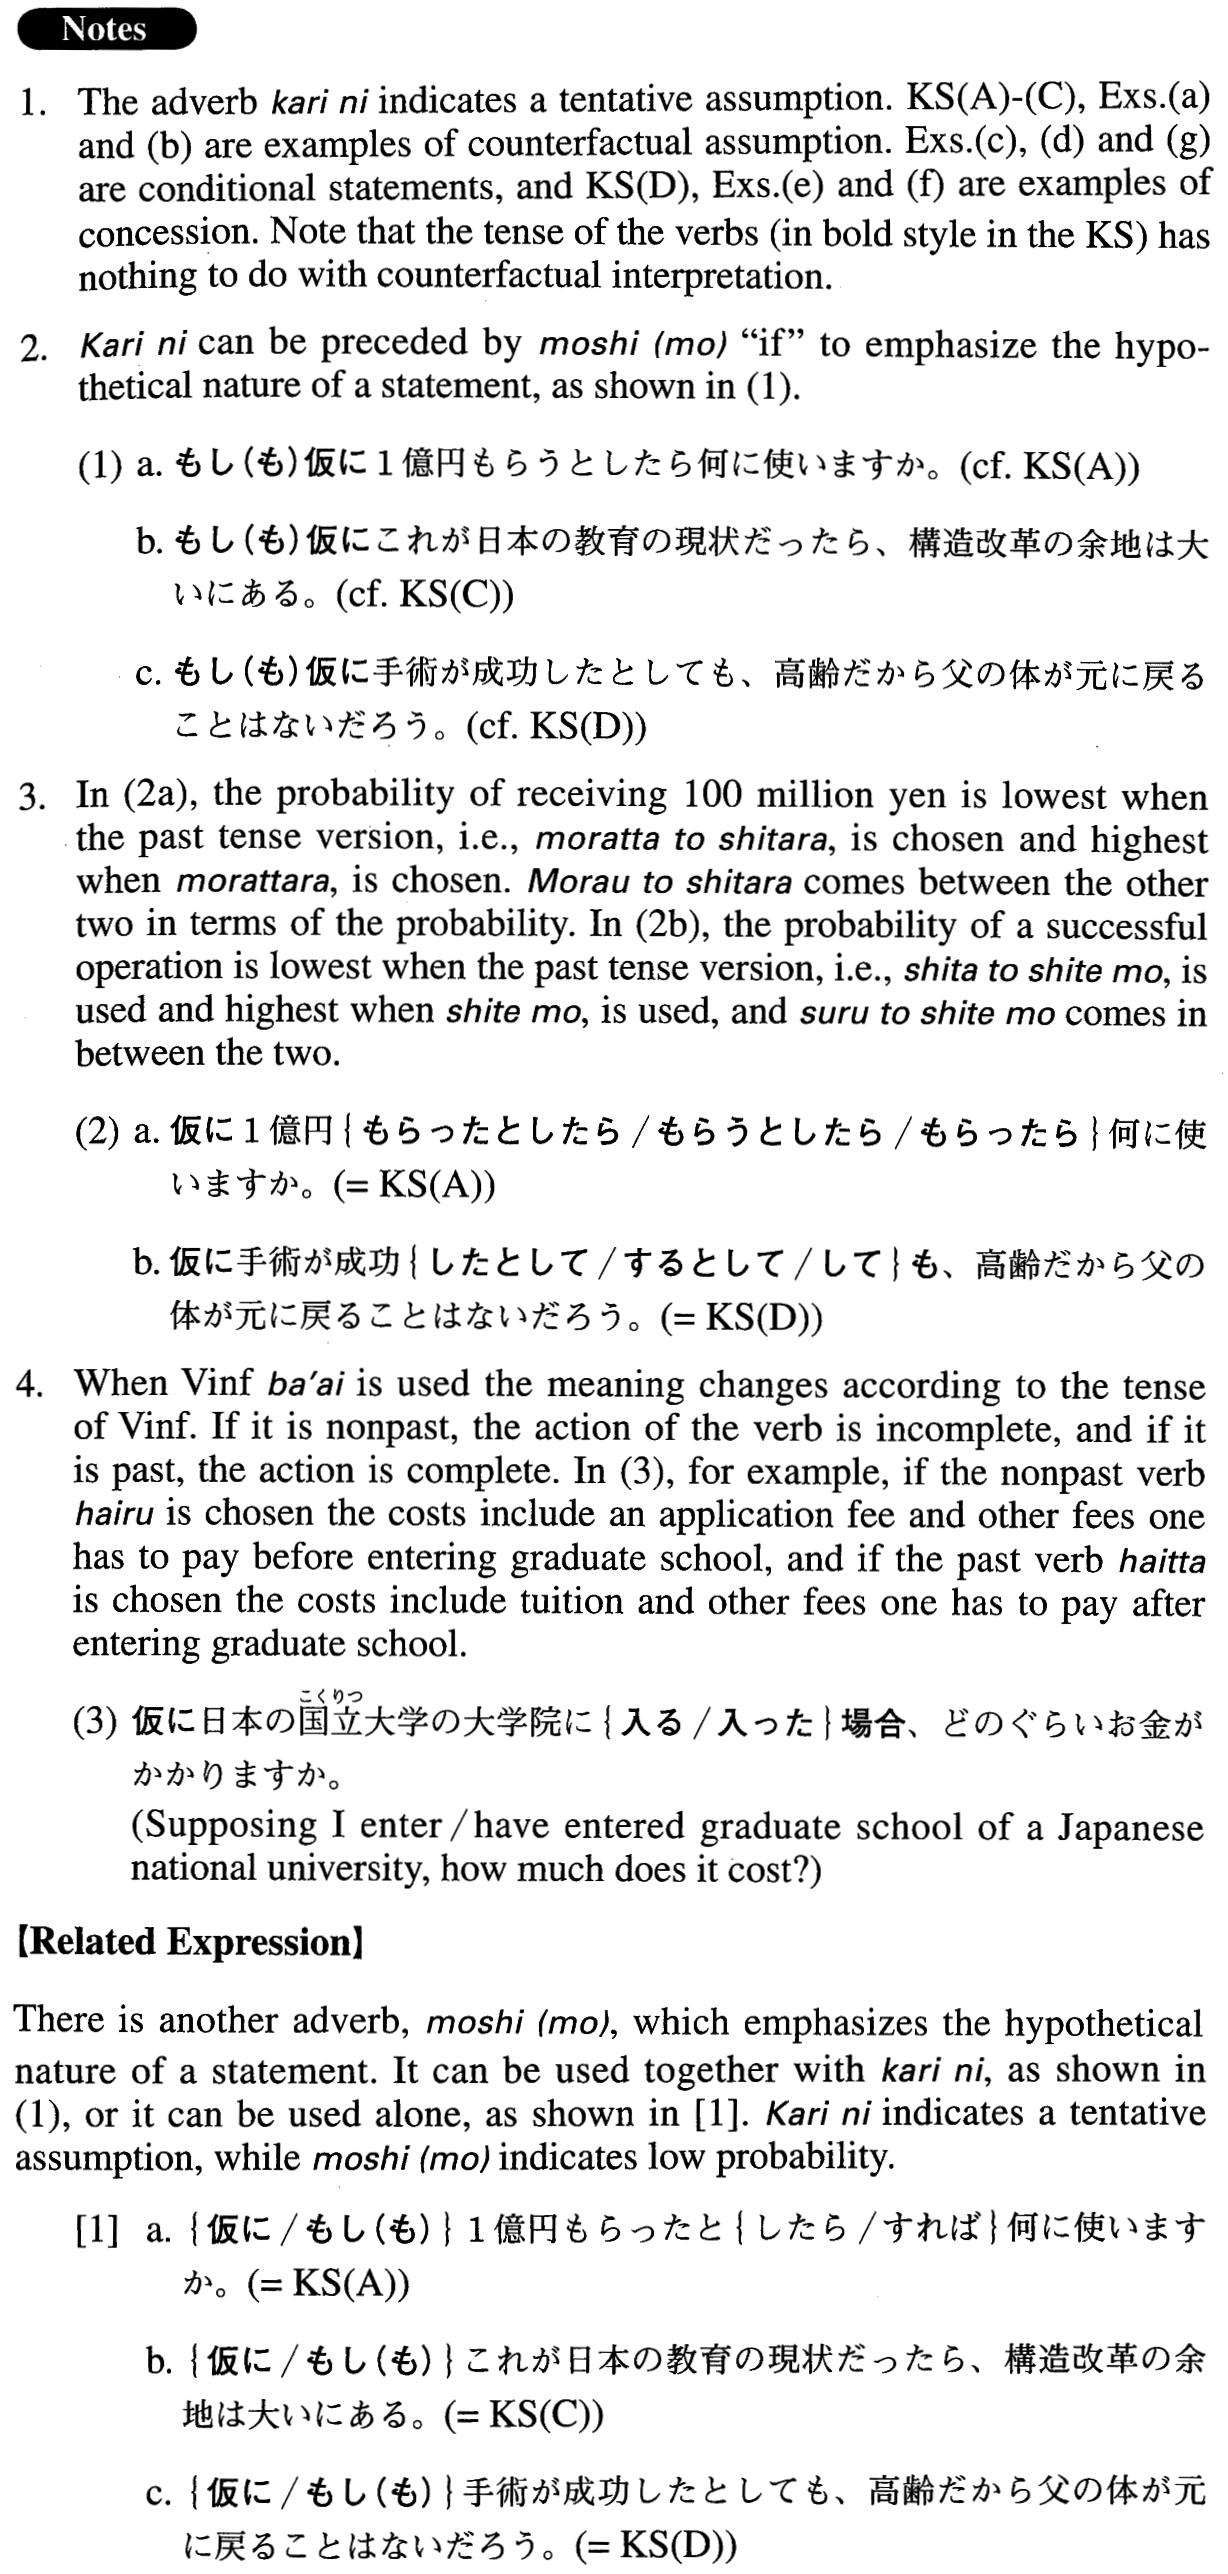 Notes
1. The adverb kari ni indicates a tentative assumption. KS(A)-(C), Exs.(a)
and (b) are examples of counterfactual assumption. Exs.(c), (d) and (g)
are conditional statements, and KS(D), Exs.(e) and (f) are examples of
concession. Note that the tense of the verbs (in bold style in the KS) has
nothing to do with counterfactual interpretation.
2. Kari ni can be preceded by moshi (mo) “if” to emphasize the hypo-
thetical nature of a statement, as shown in (1).
(1) a. もし(も)仮に1億円もらうとしたら何に使いますか。(cf. KS(A))
b. もし(も)仮にこれが日本の教育の現状だったら、構造改革の余地は大
いにある。(cf. KS(C))
c. もし(も)仮に手術が成功したとしても、高齢だから父の体が元に戻る
ことはないだろう。(cf. KS(D))
3. In (2a), the probability of receiving 100 million yen is lowest when
the past tense version, i.e., moratta to shitara, is chosen and highest
when morattara, is chosen. Morau to shitara comes between the other
two in terms of the probability. In (2b), the probability of a successful
operation is lowest when the past tense version, i.e., shita to shite mo, is
used and highest when shite mo, is used, and suru to shite mo comes in
between the two.
(2) a. 仮に1億円{もらったとしたら/もらうとしたら/もらったら}何に使
いますか。(= KS(A))
b. 仮に手術が成功{したとして/するとして/して}も、高齢だから父の
体が元に戻ることはないだろう。(= KS(D))
4. When Vinf ba’ai is used the meaning changes according to the tense
of Vinf. If it is nonpast, the action of the verb is incomplete, and if it
is past, the action is complete. In (3), for example, if the nonpast verb
hairu is chosen the costs include an application fee and other fees one
has to pay before entering graduate school, and if the past verb haitta
is chosen the costs include tuition and other fees one has to pay after
entering graduate school.
こくりつ
(3) 仮に日本の国立大学の大学院に{入る/入った}場合、どのぐらいお金が
かかりますか。
(Supposing I enter/have entered graduate school of a Japanese
national university, how much does it cost?)
【Related Expression】
There is another adverb, moshi (mo), which emphasizes the hypothetical
nature of a statement. It can be used together with kari ni, as shown in
(1), or it can be used alone, as shown in [1]. Kari ni indicates a tentative
assumption, while moshi (mo) indicates low probability.
[1] a. {仮に/もし(も)}1億円もらったと{したら/すれば}何に使います
か。(= KS(A))
b. {仮に/もし(も)}これが日本の教育の現状だったら、構造改革の余
地は大いにある。(= KS(C))
c. {仮に/もし(も)}手術が成功したとしても、高齢だから父の体が元
に戻ることはないだろう。(= KS(D))